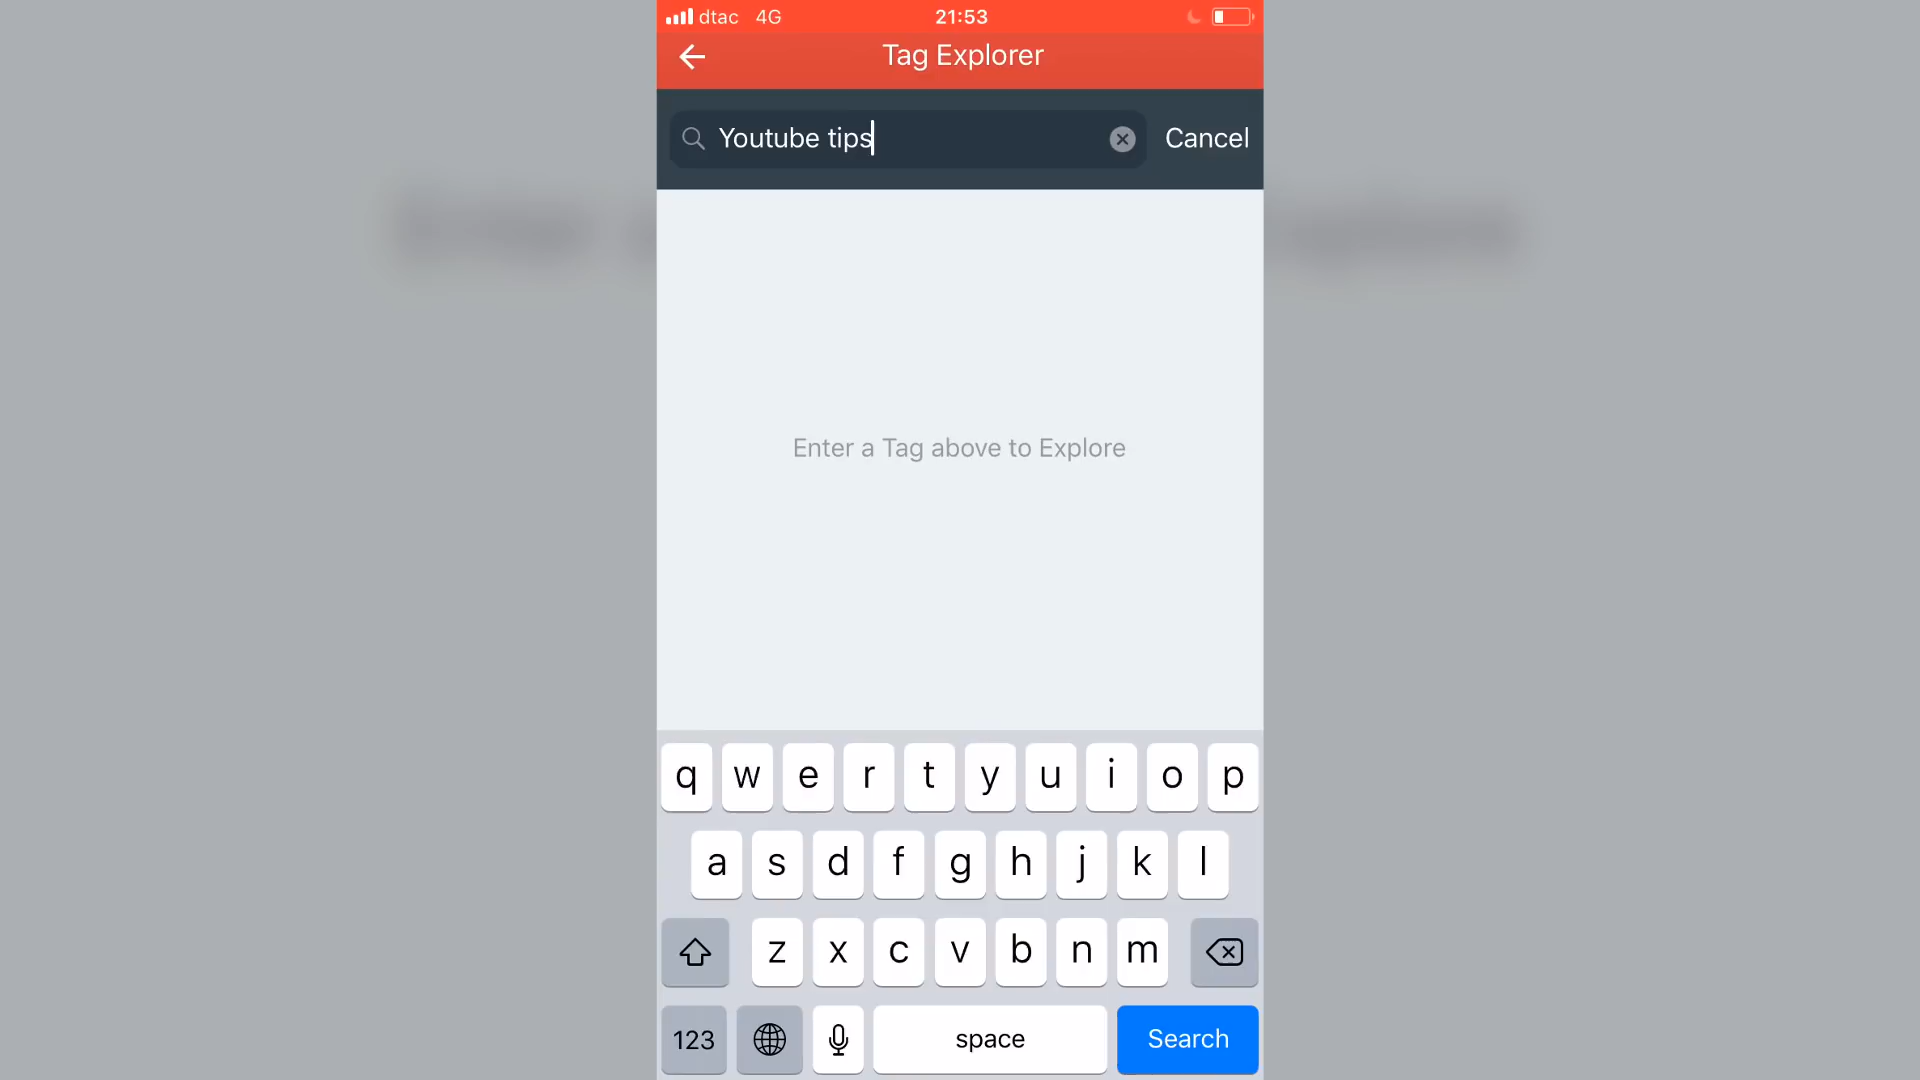 dtac 4G 21:53
Tag Explorer
Youtube tips Cancel
Enter a Tag above to Explore
q w e r t y u i o p
a s d f g h j k l
z x c v b n m
123 space Search